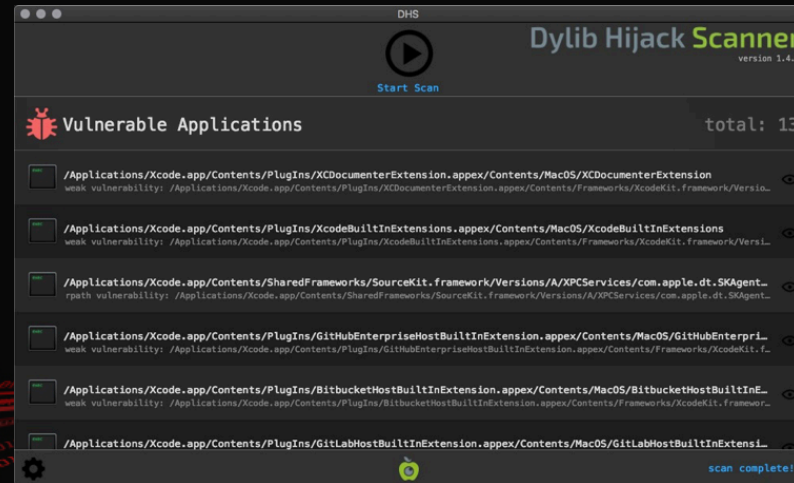 DHS
Dylib Hijack Scanner
version 1.4.
Start Scan
Vulnerable Applications
total: 13
/Applications/Xcode.app/Contents/PlugIns/XCDocumenterExtension.appex/Contents/MacOS/XCDocumenterExtension
weak vulnerability: /Applications/Xcode.app/Contents/PlugIns/XCDocumenterExtension.appex/Contents/Frameworks/XcodeKit.framework/Versio…
/Applications/Xcode.app/Contents/PlugIns/XcodeBuiltInExtensions.appex/Contents/MacOS/XcodeBuiltInExtensions
weak vulnerability: /Applications/Xcode.app/Contents/PlugIns/XcodeBuiltInExtensions.appex/Contents/Frameworks/XcodeKit.framework/Versi…
/Applications/Xcode.app/Contents/SharedFrameworks/SourceKit.framework/Versions/A/XPCServices/com.apple.dt.SKAgent…
rpath vulnerability: /Applications/Xcode.app/Contents/SharedFrameworks/SourceKit.framework/Versions/A/XPCServices/com.apple.dt.SKAgent…
/Applications/Xcode.app/Contents/PlugIns/GitHubEnterpriseHostBuiltInExtension.appex/Contents/MacOS/GitHubEnterpri…
weak vulnerability: /Applications/Xcode.app/Contents/PlugIns/GitHubEnterpriseHostBuiltInExtension.appex/Contents/Frameworks/XcodeKit.f…
/Applications/Xcode.app/Contents/PlugIns/BitbucketHostBuiltInExtension.appex/Contents/MacOS/BitbucketHostBuiltInE…
weak vulnerability: /Applications/Xcode.app/Contents/PlugIns/BitbucketHostBuiltInExtension.appex/Contents/Frameworks/XcodeKit.framewor…
/Applications/Xcode.app/Contents/PlugIns/GitLabHostBuiltInExtension.appex/Contents/MacOS/GitLabHostBuiltInExtensi…
scan complete!